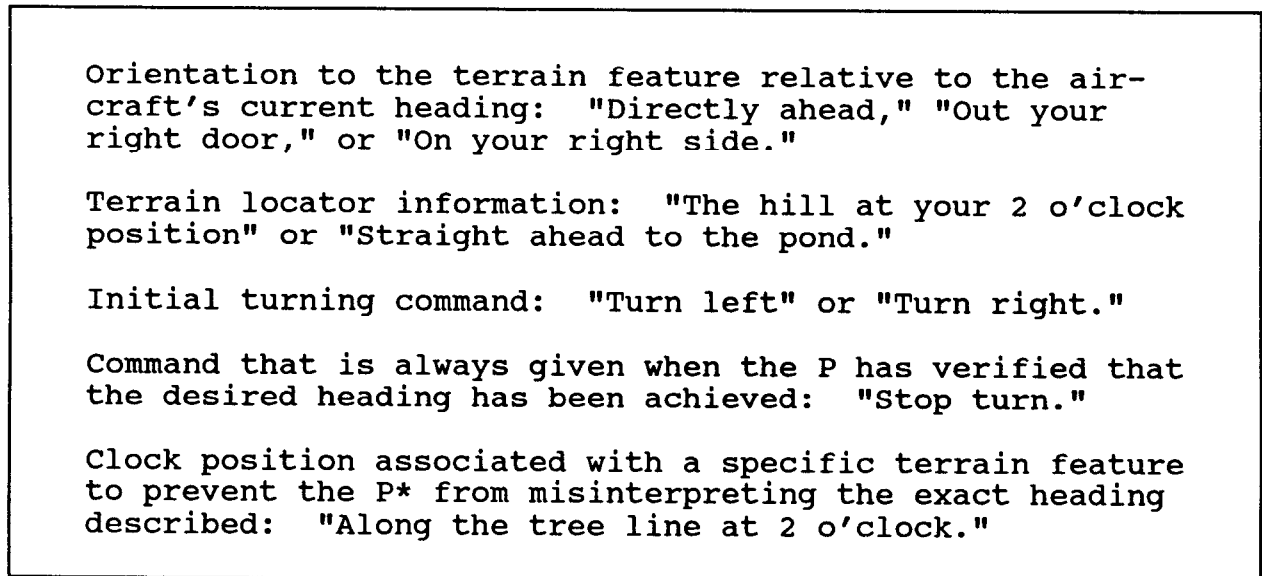 Orientation to the terrain feature relative to the air-
craft's current heading:  "Directly ahead," "Out your
right door," or "On your right side."
Terrain locator information:  "The hill at your 2 o'clock
position" or "Straight ahead to the pond."
Initial turning command:  "Turn left" or "Turn right."
Command that is always given when the P has verified that
the desired heading has been achieved:  "Stop turn."
Clock position associated with a specific terrain feature
to prevent the P* from misinterpreting the exact heading
described:  "Along the tree line at 2 o'clock."